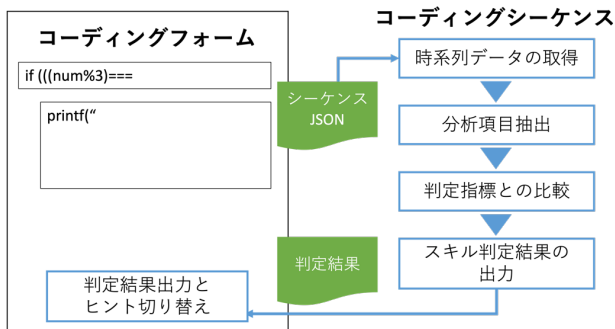 コーディングフォーム
if (((num%3)===
printf(“
シーケンス
JSON
判定結果
判定結果出力と
ヒント切り替え
コーディングシーケンス
時系列データの取得
分析項目抽出
判定指標との比較
スキル判定結果の
出力